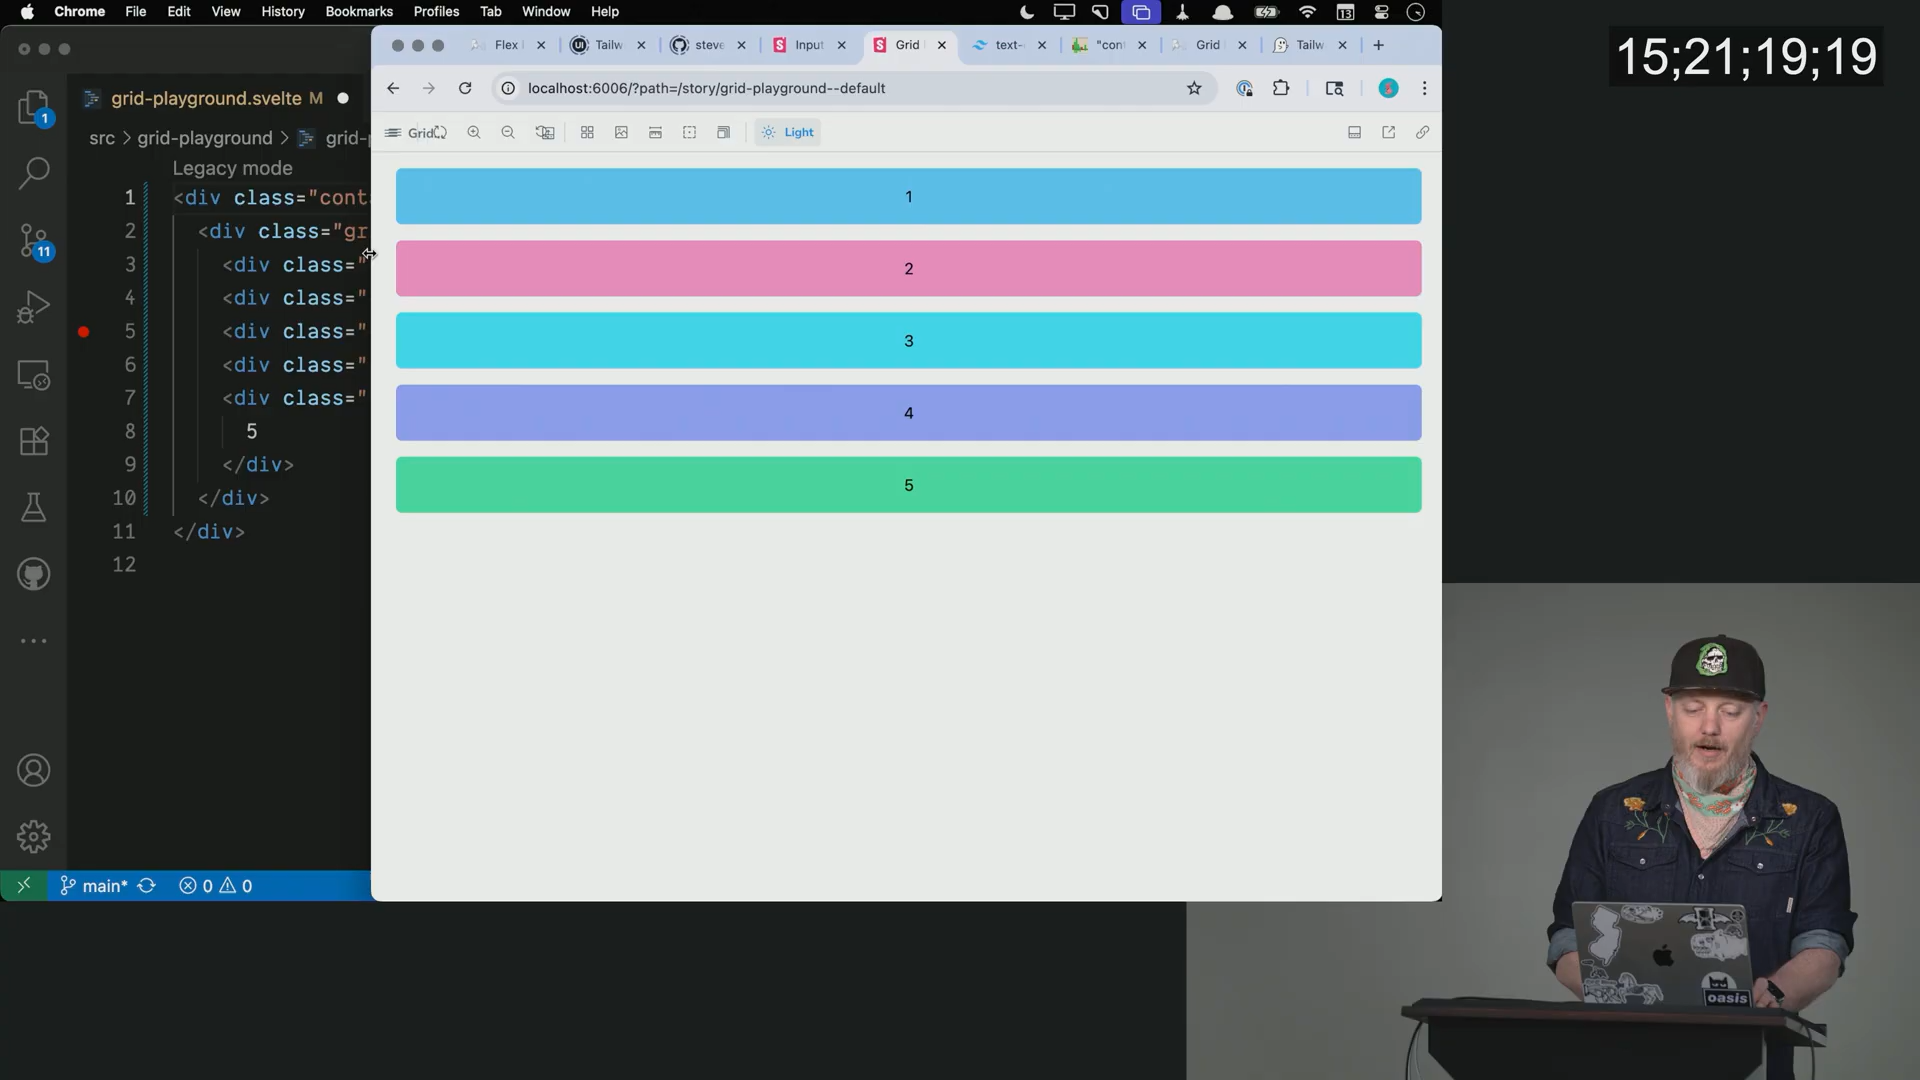 Chrome File Edit View History Bookmarks Profiles Tab Window Help
13
15;21;19;19
Flex
Tailw
steve
Input
Grid
text-
"con
Grid
Tailw
localhost:6006/?path=/story/grid-playground--default
Grid
Light
grid-playground.svelte M
src > grid-playground > grid-p
Legacy mode
1 <div class="cont
2 <div class="gr
3 <div class="
4 <div class="
5 <div class="
6 <div class="
7 <div class="
8 5
9 </div>
10 </div>
11 </div>
12
1
11
1
2
3
4
5
main* 0 0
oasis